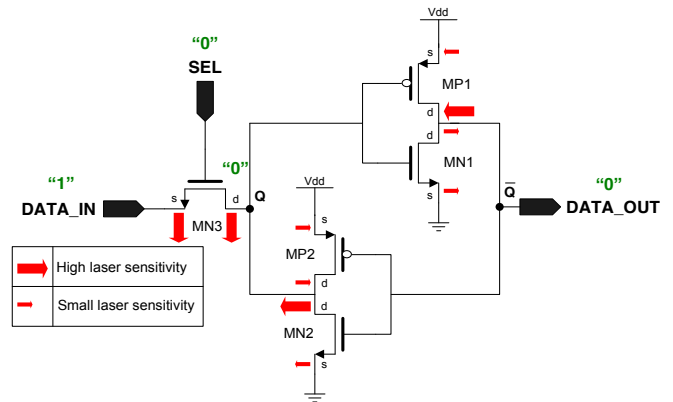 Vdd
"0"
SEL
s
MP1
d
d
MN1
s
"1"
DATA_IN
"0"
s
d
Q
MN3
Vdd
s
MP2
d
d
MN2
s
Q̅
"0"
DATA_OUT
High laser sensitivity
Small laser sensitivity